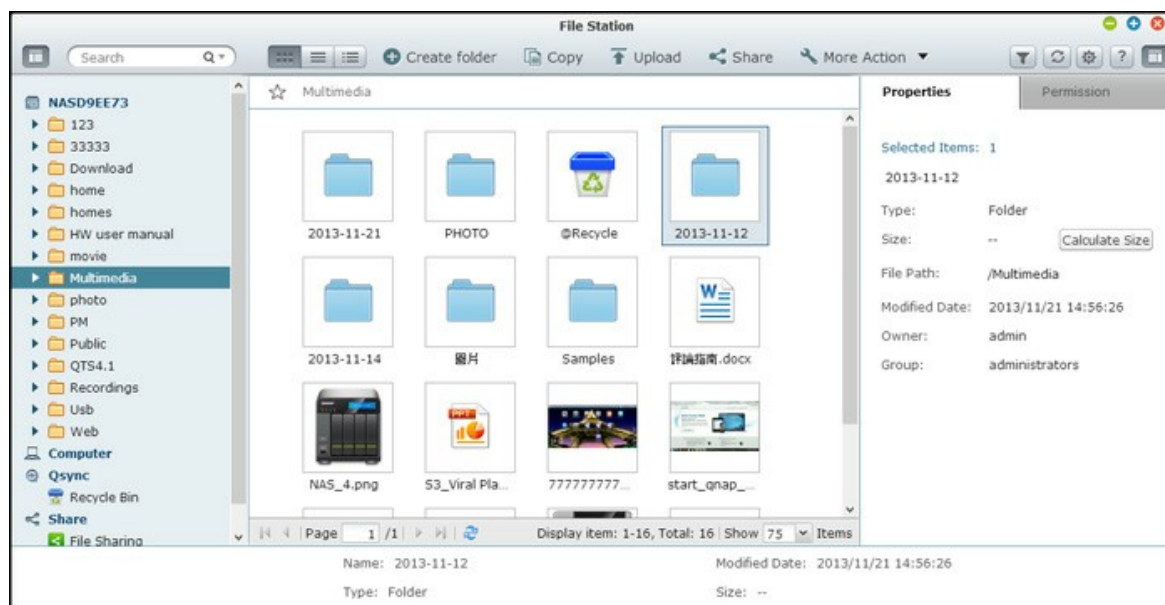 File Station
Search
Create folder
Copy
Upload
Share
More Action
?
NASD9EE73
123
33333
Download
home
homes
HW user manual
movie
Multimedia
photo
PM
Public
QTS4.1
Recordings
Usb
Web
Computer
Qsync
Recycle Bin
Share
File Sharing
Multimedia
2013-11-21 PHOTO @Recycle 2013-11-12
2013-11-14 圖片 Samples 評論指南.docx
NAS_4.png S3_Viral Pla... 777777777... start_qnap_...
Page 1 /1 Display item: 1-16, Total: 16 Show 75 Items
Properties Permission
Selected Items: 1
2013-11-12
Type: Folder
Size: -- Calculate Size
File Path: /Multimedia
Modified Date: 2013/11/21 14:56:26
Owner: admin
Group: administrators
Name: 2013-11-12 Modified Date: 2013/11/21 14:56:26
Type: Folder Size: --